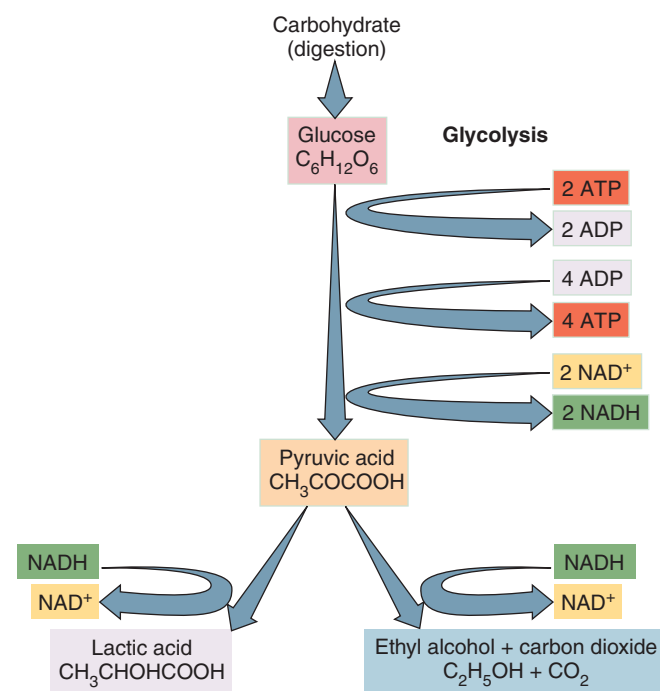 Carbohydrate
(digestion)
Glucose
C₆H₁₂O₆
Glycolysis
2 ATP
2 ADP
4 ADP
4 ATP
2 NAD⁺
2 NADH
Pyruvic acid
CH₃COCOOH
NADH
NAD⁺
Lactic acid
CH₃CHOHCOOH
NADH
NAD⁺
Ethyl alcohol + carbon dioxide
C₂H₅OH + CO₂